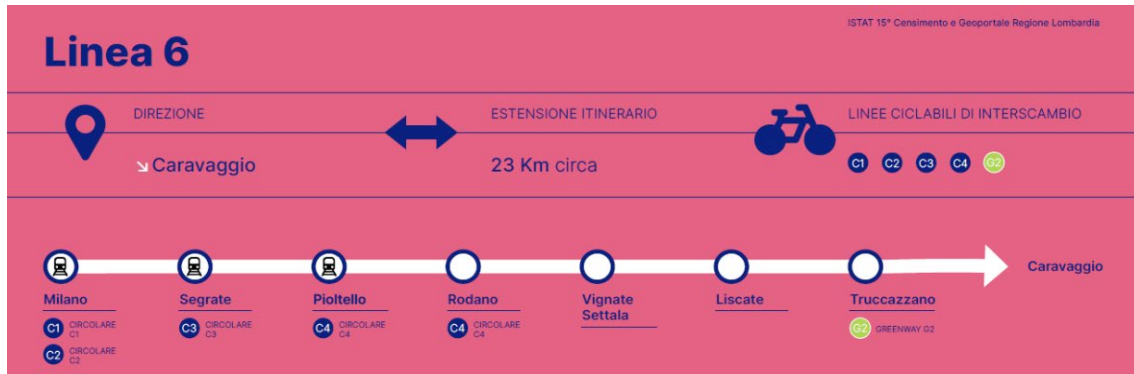 ISTAT 15° Censimento e Geoportale Regione Lombardia
Linea 6
DIREZIONE
Caravaggio
ESTENSIONE ITINERARIO
23 Km circa
LINEE CICLABILI DI INTERSCAMBIO
C1 C2 C3 C4 G2
Caravaggio
Milano
C1 CIRCOLARE C1
C2 CIRCOLARE C2
Segrate
C3 CIRCOLARE C3
Pioltello
C4 CIRCOLARE C4
Rodano
C4 CIRCOLARE C4
Vignate
Settala
Liscate
Truccazzano
G2 GREENWAY G2